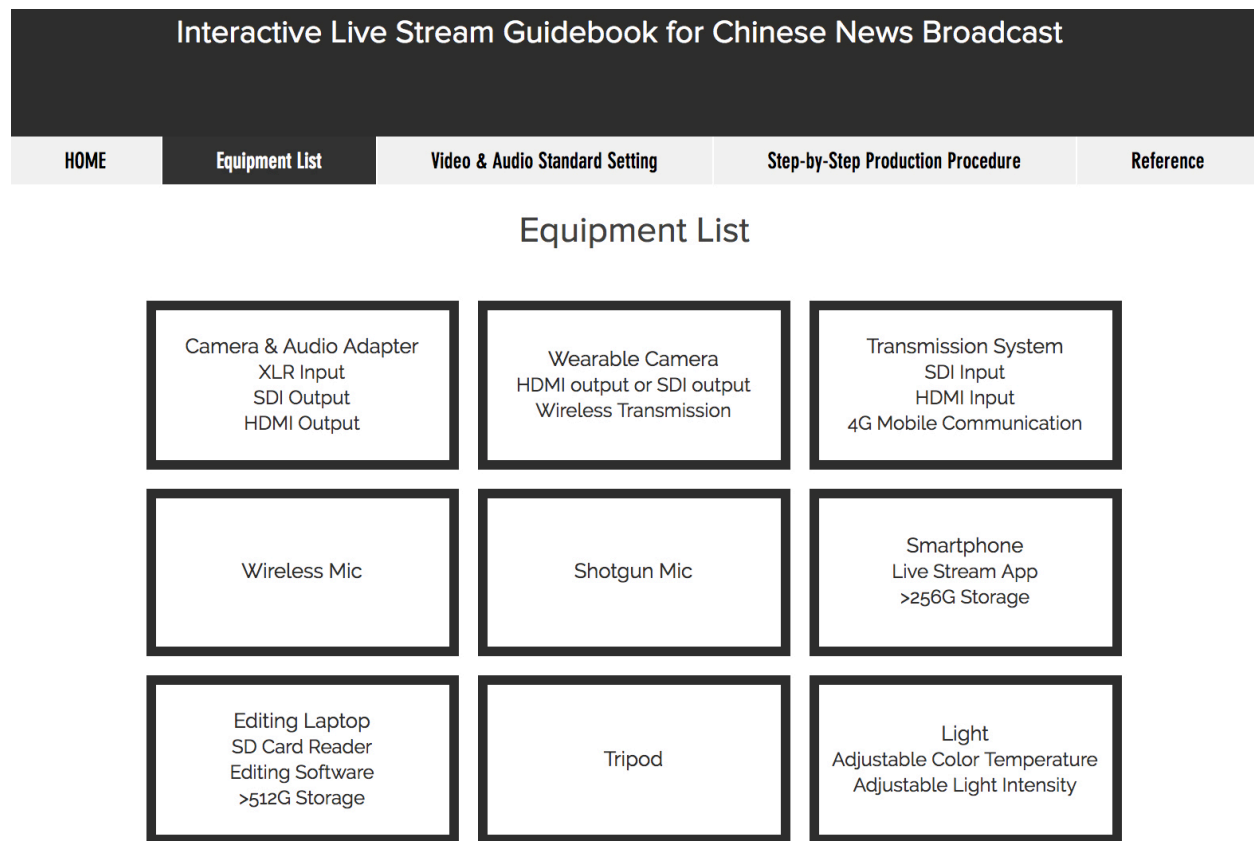 Interactive Live Stream Guidebook for Chinese News Broadcast
HOME
Equipment List
Video & Audio Standard Setting
Step-by-Step Production Procedure
Reference
Equipment List
Camera & Audio Adapter
XLR Input
SDI Output
HDMI Output
Wearable Camera
HDMI output or SDI output
Wireless Transmission
Transmission System
SDI Input
HDMI Input
4G Mobile Communication
Wireless Mic
Shotgun Mic
Smartphone
Live Stream App
>256G Storage
Editing Laptop
SD Card Reader
Editing Software
>512G Storage
Tripod
Light
Adjustable Color Temperature
Adjustable Light Intensity